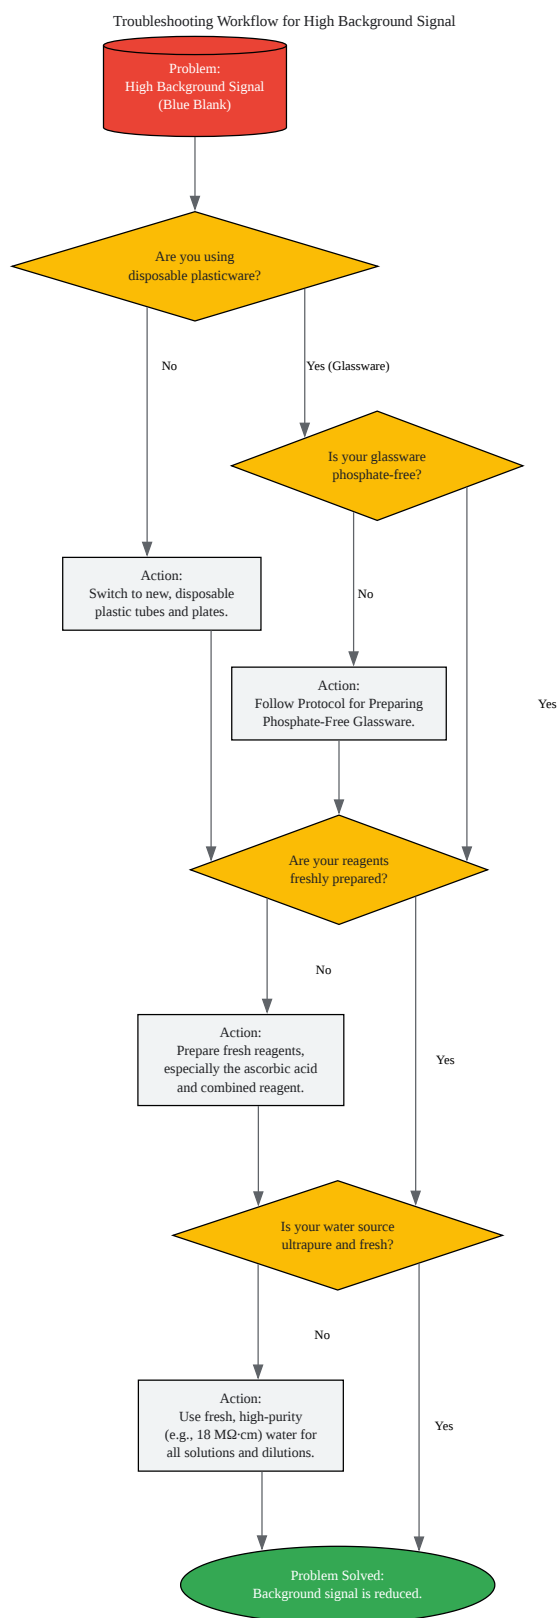 Troubleshooting Workflow for High Background Signal
Problem:
High Background Signal
(Blue Blank)
Are you using
disposable plasticware?
No
Yes (Glassware)
Is your glassware
phosphate-free?
Action:
Switch to new, disposable
plastic tubes and plates.
No
Action:
Follow Protocol for Preparing
Phosphate-Free Glassware.
Yes
Are your reagents
freshly prepared?
No
Action:
Prepare fresh reagents,
especially the ascorbic acid
and combined reagent.
Yes
Is your water source
ultrapure and fresh?
No
Action:
Use fresh, high-purity
(e.g., 18 MΩ·cm) water for
all solutions and dilutions.
Yes
Problem Solved:
Background signal is reduced.